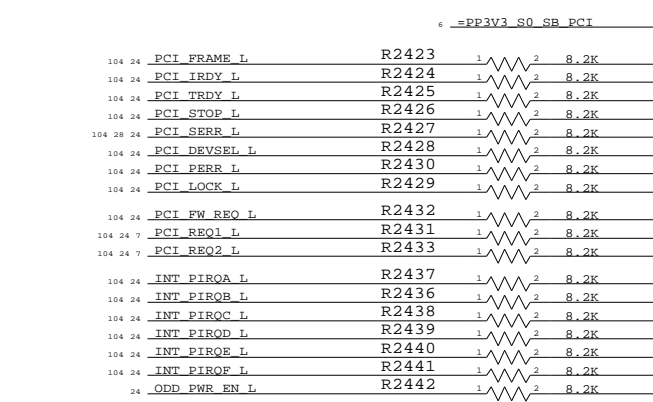 6 =PP3V3_S0_SB_PCI
104 24 PCI_FRAME_L R2423 1 2 8.2K
104 24 PCI_IRDY_L R2424 1 2 8.2K
104 24 PCI_TRDY_L R2425 1 2 8.2K
104 24 PCI_STOP_L R2426 1 2 8.2K
104 28 24 PCI_SERR_L R2427 1 2 8.2K
104 24 PCI_DEVSEL_L R2428 1 2 8.2K
104 24 PCI_PERR_L R2430 1 2 8.2K
104 24 PCI_LOCK_L R2429 1 2 8.2K
104 24 PCI_FW_REQ_L R2432 1 2 8.2K
104 24 7 PCI_REQ1_L R2431 1 2 8.2K
104 24 7 PCI_REQ2_L R2433 1 2 8.2K
104 24 INT_PIRQA_L R2437 1 2 8.2K
104 24 INT_PIRQB_L R2436 1 2 8.2K
104 24 INT_PIRQC_L R2438 1 2 8.2K
104 24 INT_PIRQD_L R2439 1 2 8.2K
104 24 INT_PIRQE_L R2440 1 2 8.2K
104 24 INT_PIRQF_L R2441 1 2 8.2K
24 ODD_PWR_EN_L R2442 1 2 8.2K